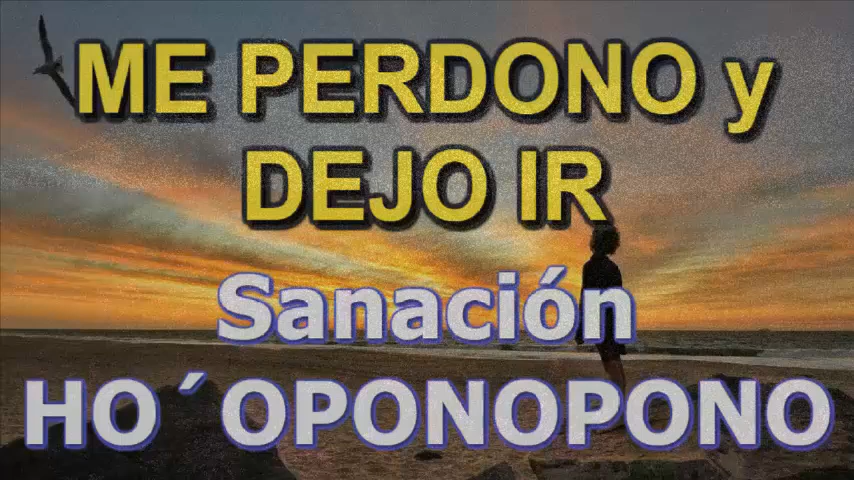 ME PERDONO y
DEJO IR
Sanación
HO´OPONOPONO